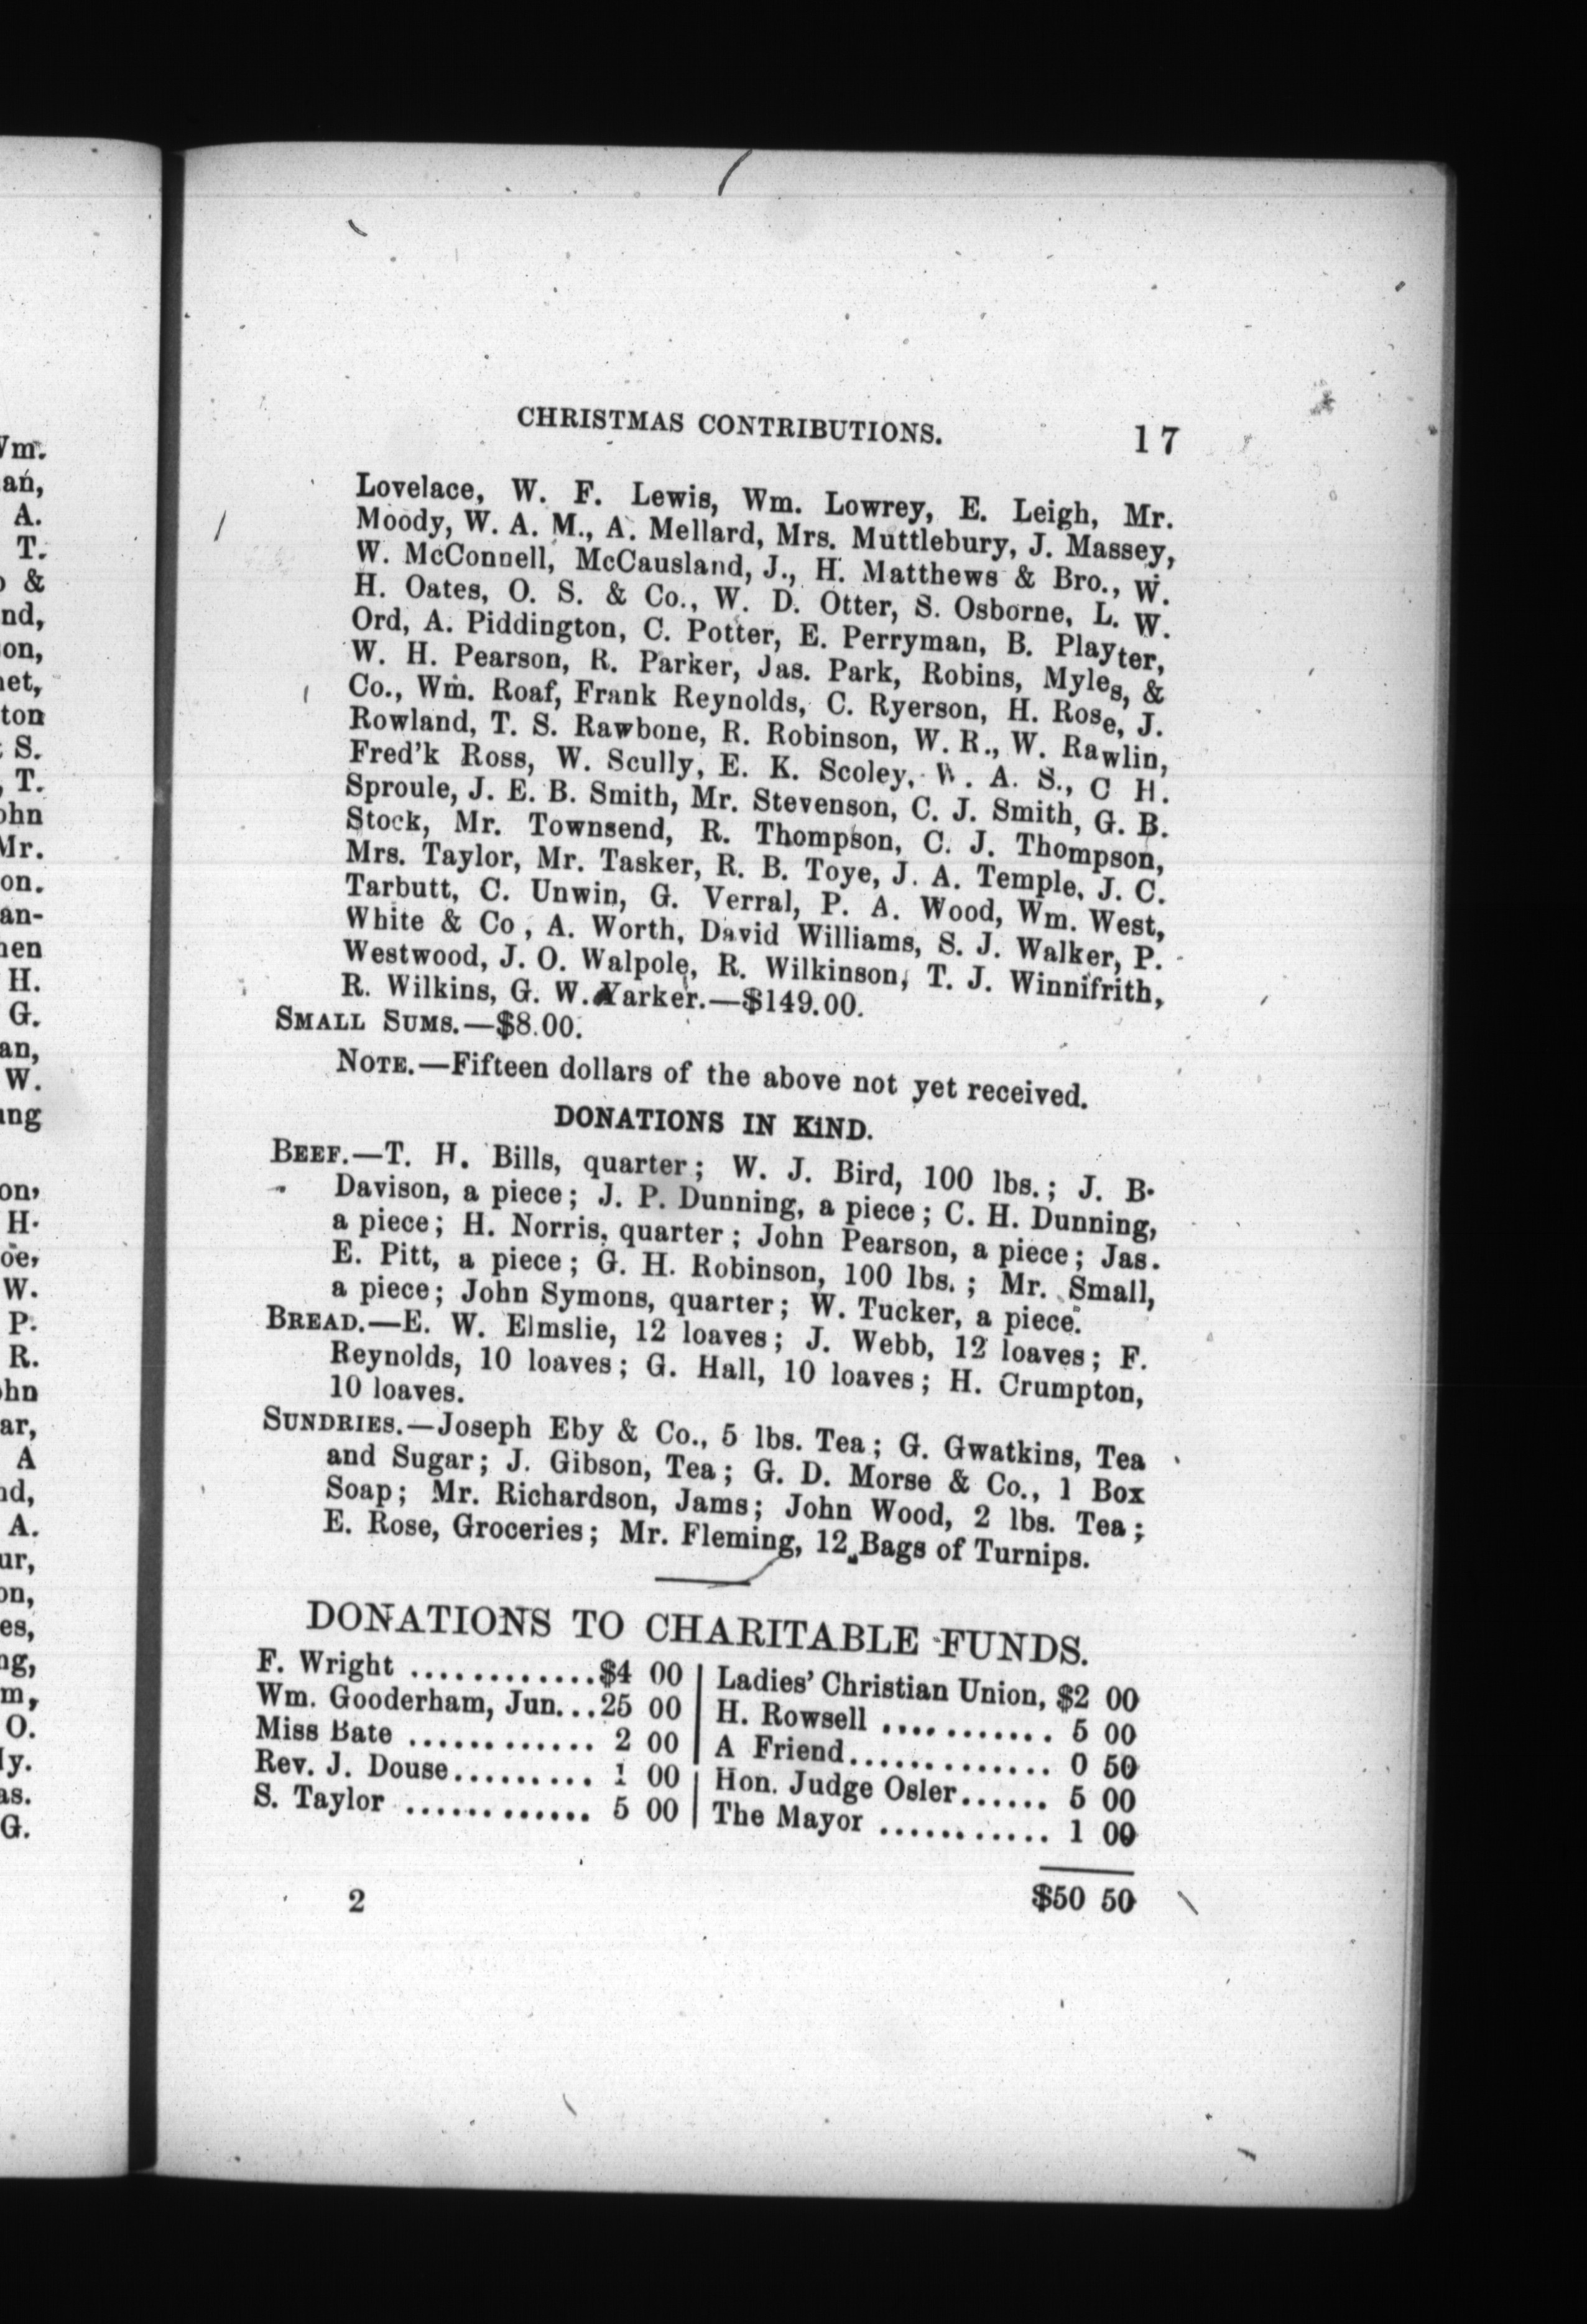 CHRISTMAS CONTRIBUTIONS. 17
Lovelace, W. F. Lewis, Wm. Lowrey, E. Leigh, Mr.
Moody, W. A. M., A. Mellard, Mrs. Muttlebury, J. Massey,
W. McConnell, McCausland, J., H. Matthews & Bro., W.
H. Oates, O. S. & Co., W. D. Otter, S. Osborne, L. W.
Ord, A. Piddington, C. Potter, E. Perryman, B. Playter,
W. H. Pearson, R. Parker, Jas. Park, Robins, Myles, &
Co., Wm. Roaf, Frank Reynolds, C. Ryerson, H. Rose, J.
Rowland, T. S. Rawbone, R. Robinson, W. R., W. Rawlin,
Fred'k Ross, W. Scully, E. K. Scoley, W. A. S., C H.
Sproule, J. E. B. Smith, Mr. Stevenson, C. J. Smith, G. B.
Stock, Mr. Townsend, R. Thompson, C. J. Thompson,
Mrs. Taylor, Mr. Tasker, R. B. Toye, J. A. Temple, J. C.
Tarbutt, C. Unwin, G. Verral, P. A. Wood, Wm. West,
White & Co, A. Worth, David Williams, S. J. Walker, P.
Westwood, J. O. Walpole, R. Wilkinson, T. J. Winnifrith,
R. Wilkins, G. W. Yarker.—$149.00.
SMALL SUMS.—$8.00.
NOTE.—Fifteen dollars of the above not yet received.
DONATIONS IN KIND.
BEEF.—T. H. Bills, quarter; W. J. Bird, 100 lbs.; J. B.
Davison, a piece; J. P. Dunning, a piece; C. H. Dunning,
a piece; H. Norris, quarter; John Pearson, a piece; Jas.
E. Pitt, a piece; G. H. Robinson, 100 lbs.; Mr. Small,
a piece; John Symons, quarter; W. Tucker, a piece.
BREAD.—E. W. Elmslie, 12 loaves; J. Webb, 12 loaves; F.
Reynolds, 10 loaves; G. Hall, 10 loaves; H. Crumpton,
10 loaves.
SUNDRIES.—Joseph Eby & Co., 5 lbs. Tea; G. Gwatkins, Tea
and Sugar; J. Gibson, Tea; G. D. Morse & Co., 1 Box
Soap; Mr. Richardson, Jams; John Wood, 2 lbs. Tea;
E. Rose, Groceries; Mr. Fleming, 12 Bags of Turnips.
DONATIONS TO CHARITABLE FUNDS.
F. Wright ............$4 00
Wm. Gooderham, Jun...25 00
Miss Bate ............ 2 00
Rev. J. Douse......... 1 00
S. Taylor ............ 5 00
Ladies' Christian Union, $2 00
H. Rowsell ........... 5 00
A Friend............. 0 50
Hon. Judge Osler...... 5 00
The Mayor ........... 1 00
$50 50
2